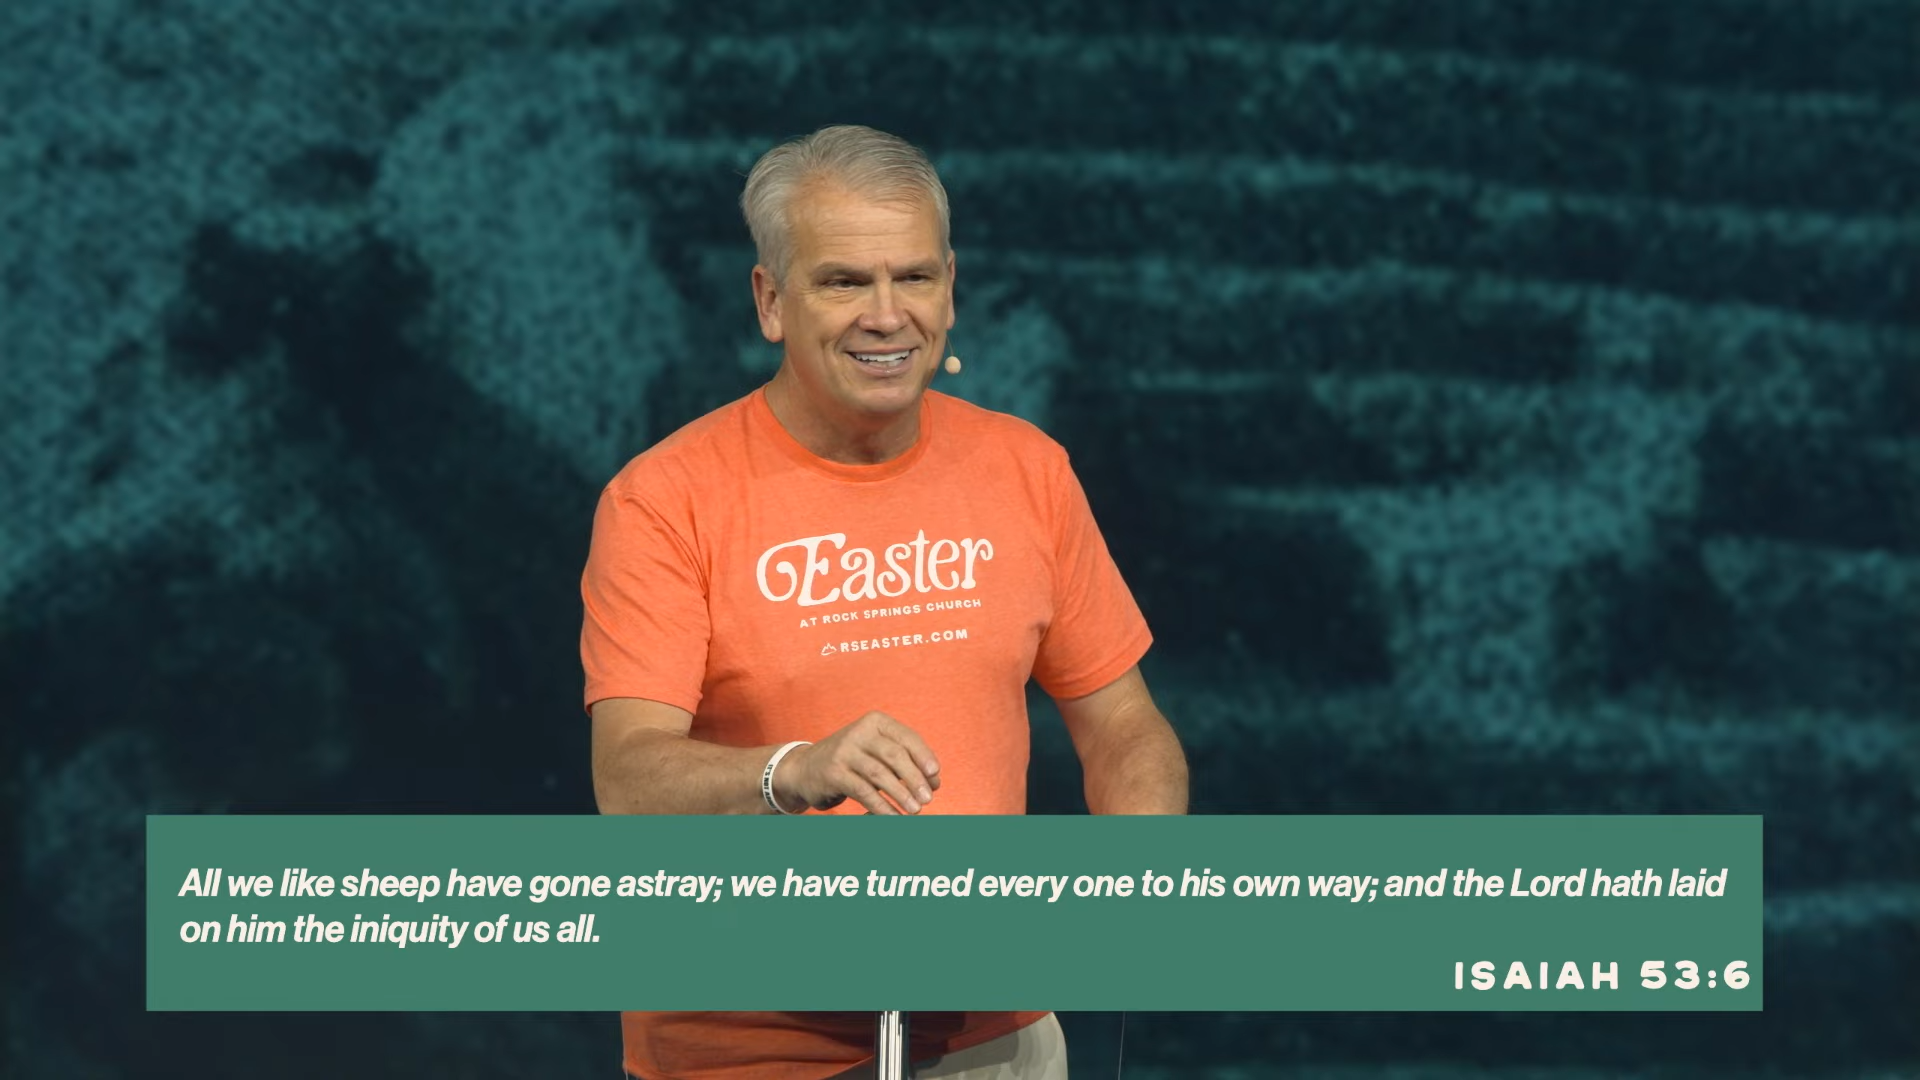 Easter
AT ROCK SPRINGS CHURCH
RSEASTER.COM
All we like sheep have gone astray; we have turned every one to his own way; and the Lord hath laid
on him the iniquity of us all.
ISAIAH 53:6